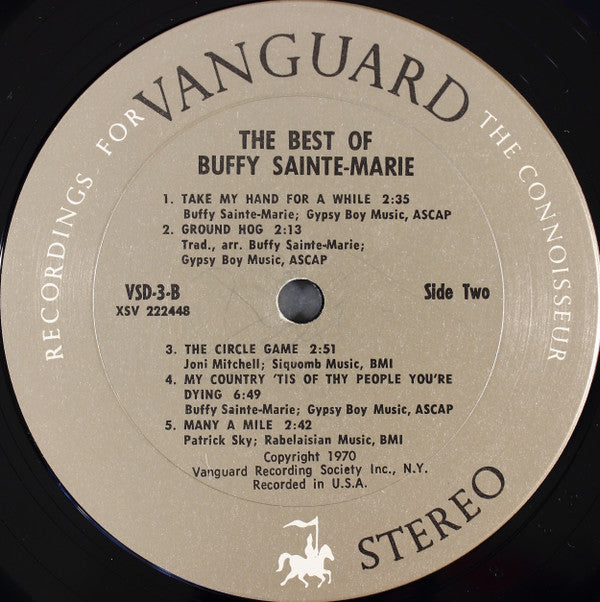 RECORDINGS FOR VANGUARD THE CONNOISSEUR
THE BEST OF
BUFFY SAINTE-MARIE
1. TAKE MY HAND FOR A WHILE 2:35
Buffy Sainte-Marie; Gypsy Boy Music, ASCAP
2. GROUND HOG 2:13
Trad., arr. Buffy Sainte-Marie;
Gypsy Boy Music, ASCAP
VSD-3-B Side Two
XSV 222448
3. THE CIRCLE GAME 2:51
Joni Mitchell; Siquomb Music, BMI
4. MY COUNTRY 'TIS OF THY PEOPLE YOU'RE
DYING 6:49
Buffy Sainte-Marie; Gypsy Boy Music, ASCAP
5. MANY A MILE 2:42
Patrick Sky; Rabelaisian Music, BMI
Copyright 1970
Vanguard Recording Society Inc., N.Y.
Recorded in U.S.A.
STEREO